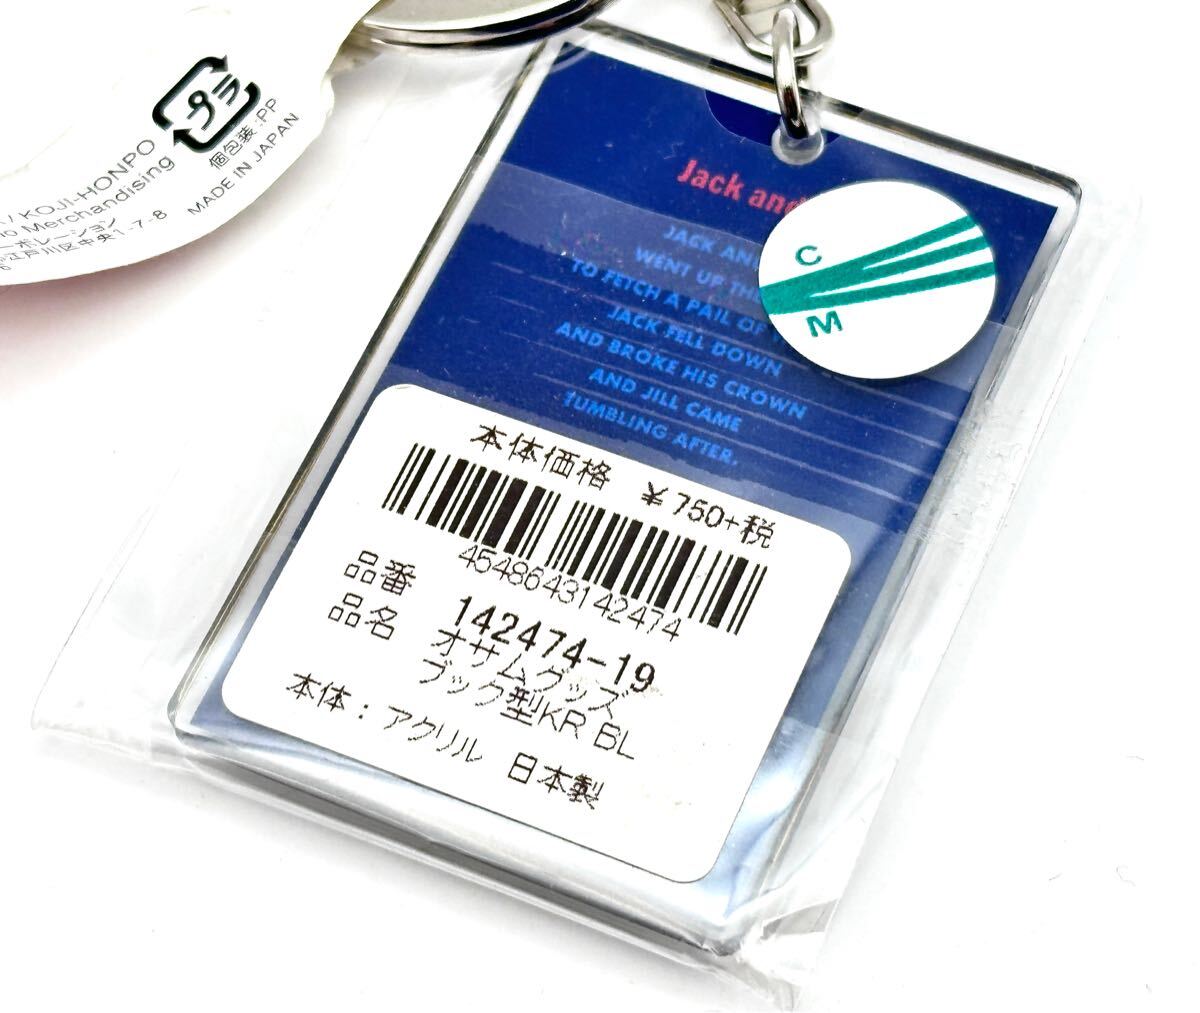 プラ
個包装:PP
MADE IN JAPAN
/ KOJI-HONPO
Merchandising
ーポレーション
江戸川区中央1-7-8
Jack and
JACK AN
WENT UP THE
TO FETCH A PAIL OF
JACK FELL DOWN
AND BROKE HIS CROWN
AND JILL CAME
TUMBLING AFTER.
C
M
本体価格 ¥750+税
4548643142474
品番 142474-19
品名 オサムグッズ
ブック型KR BL
本体:アクリル 日本製